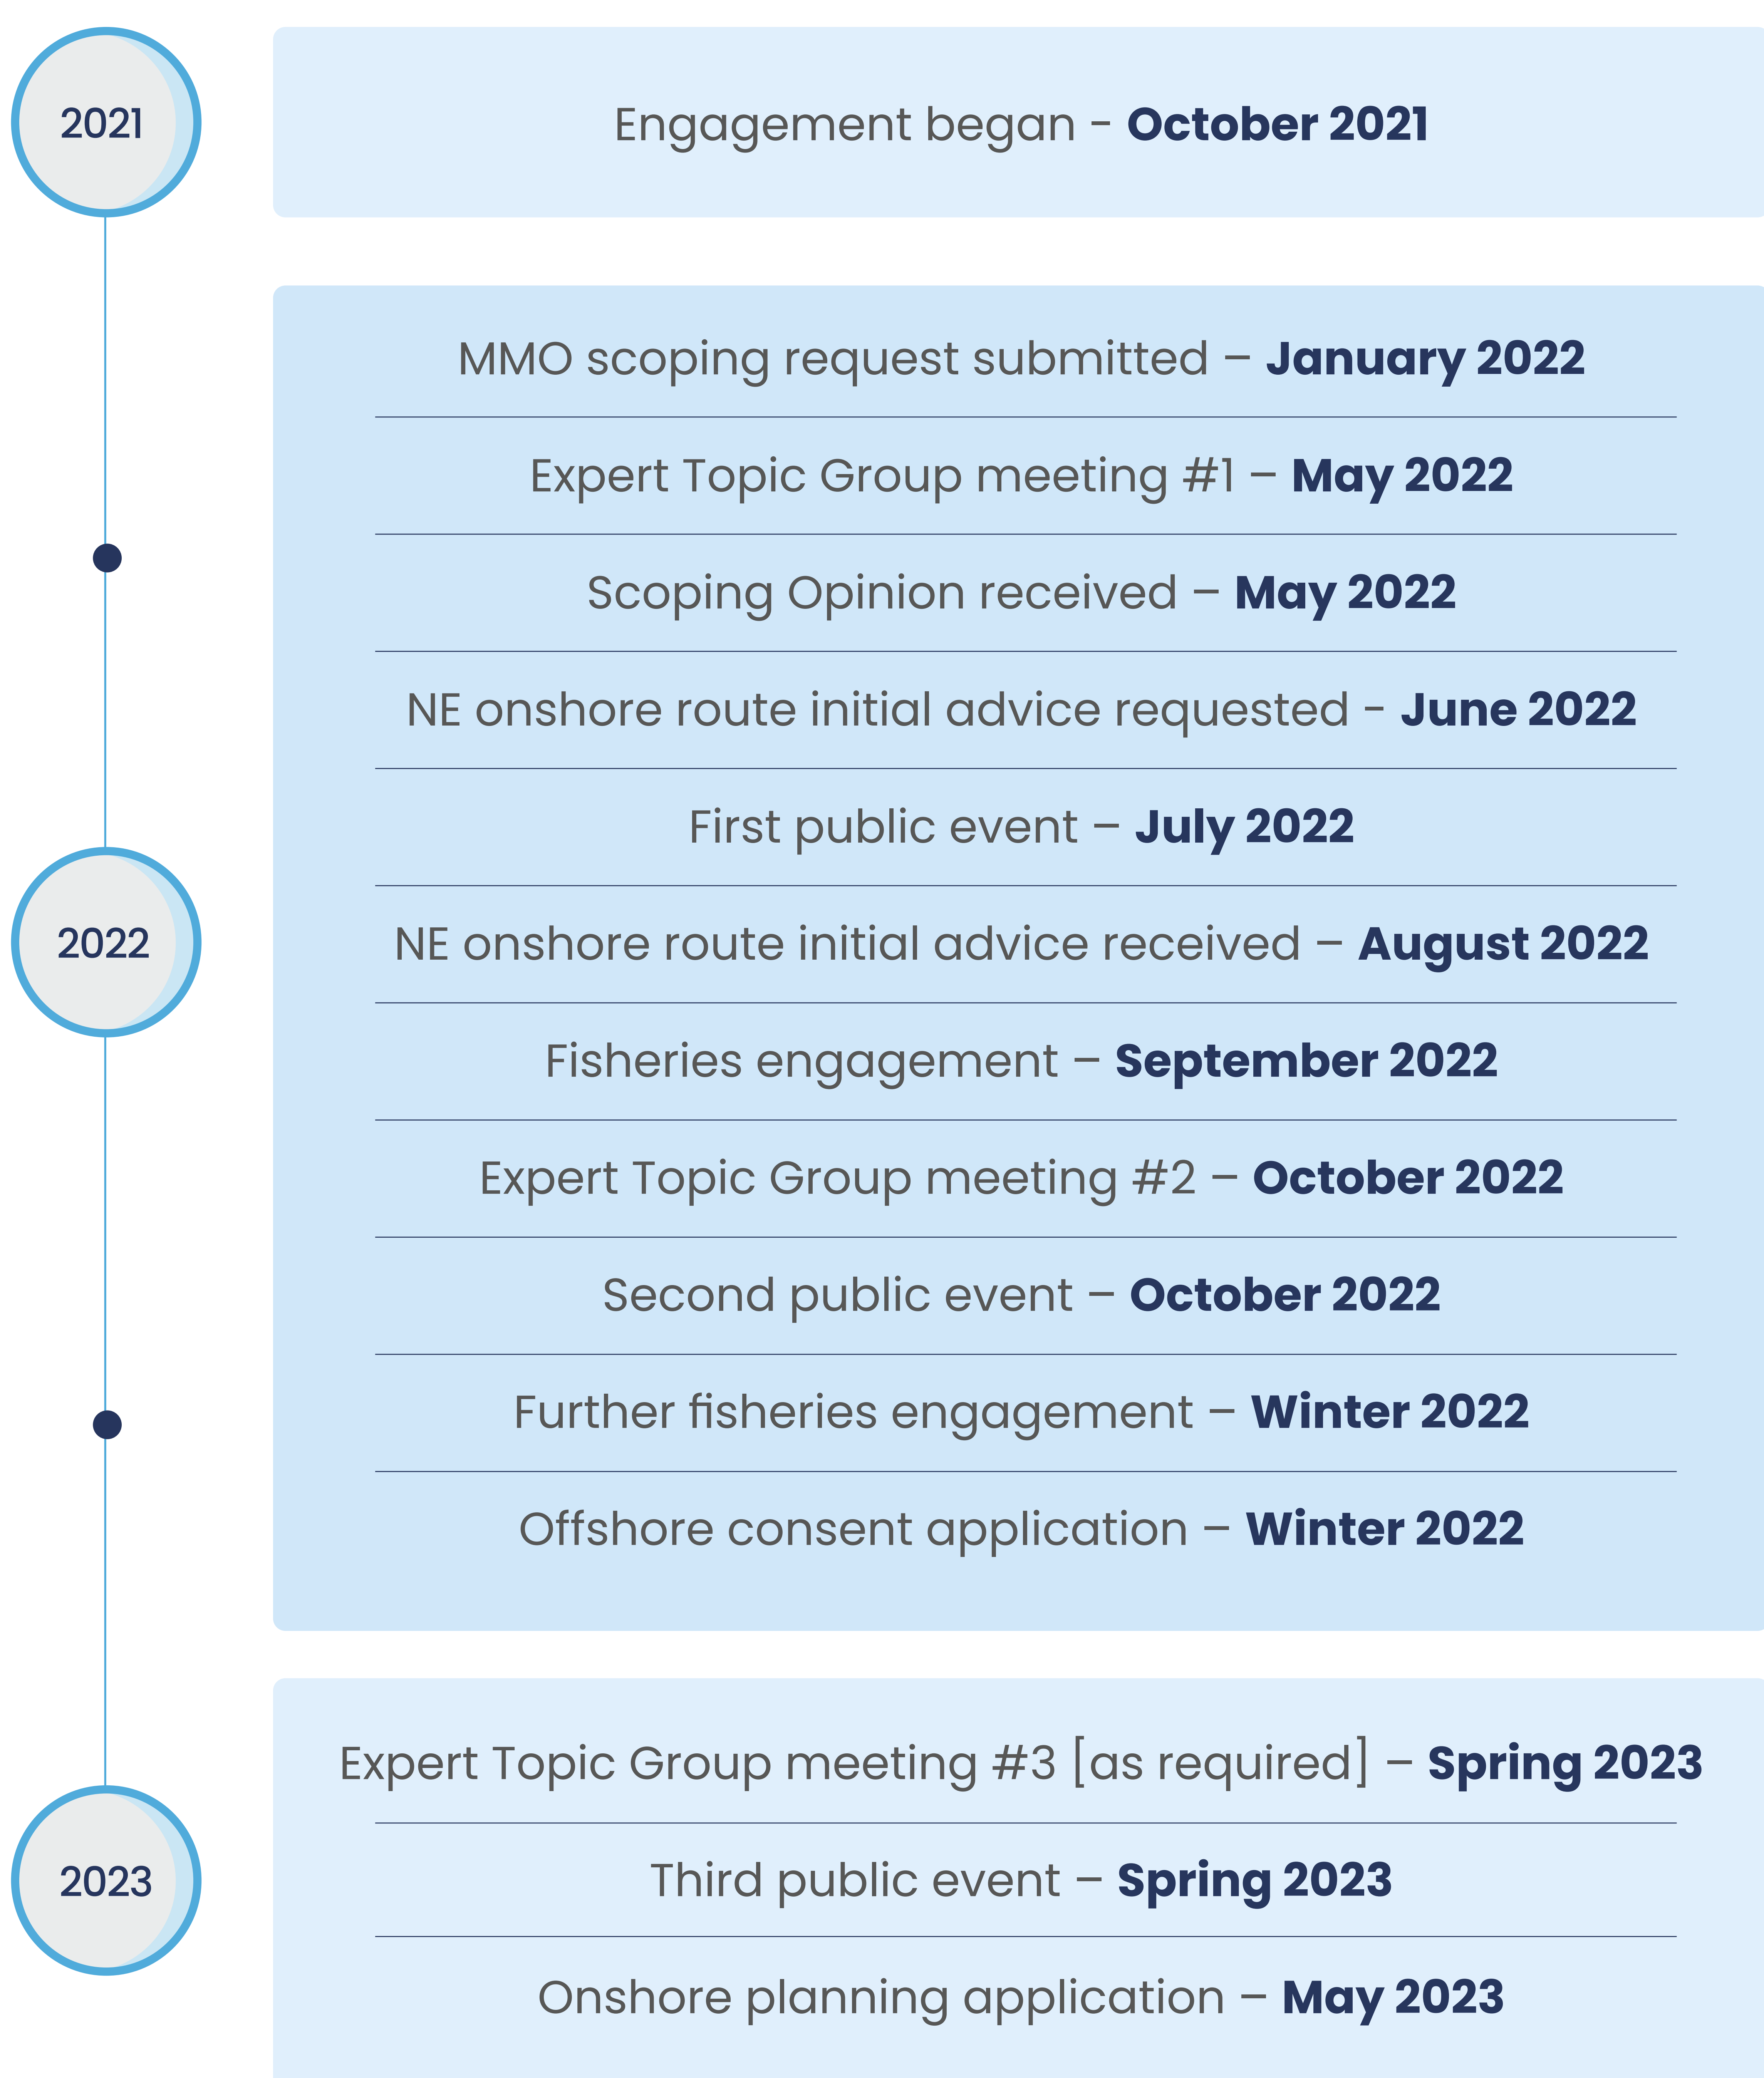 2021
Engagement began - October 2021
MMO scoping request submitted – January 2022
Expert Topic Group meeting #1 – May 2022
Scoping Opinion received – May 2022
NE onshore route initial advice requested - June 2022
First public event – July 2022
2022
NE onshore route initial advice received – August 2022
Fisheries engagement – September 2022
Expert Topic Group meeting #2 – October 2022
Second public event – October 2022
Further fisheries engagement – Winter 2022
Offshore consent application – Winter 2022
Expert Topic Group meeting #3 [as required] – Spring 2023
2023
Third public event – Spring 2023
Onshore planning application – May 2023